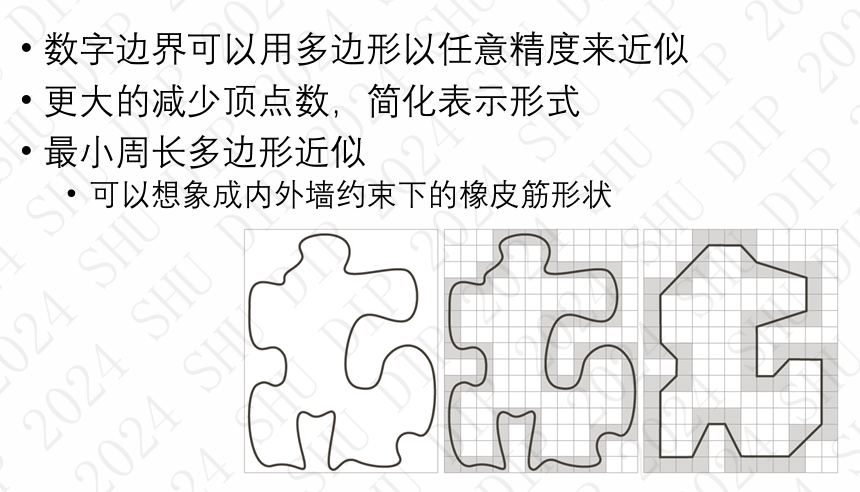 • 数字边界可以用多边形以任意精度来近似
• 更大的减少顶点数，简化表示形式
• 最小周长多边形近似
• 可以想象成内外墙约束下的橡皮筋形状
2024 SHU DIP